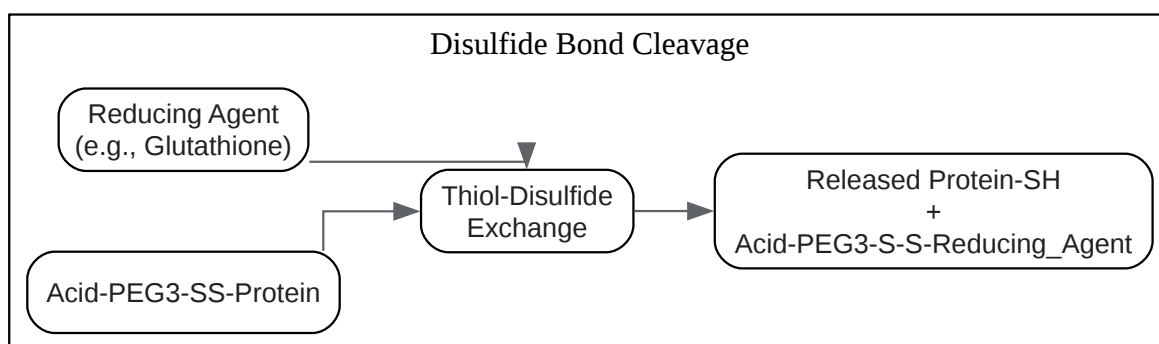 Disulfide Bond Cleavage
Reducing Agent
(e.g., Glutathione)
Thiol-Disulfide
Exchange
Released Protein-SH
+
Acid-PEG3-S-S-Reducing_Agent
Acid-PEG3-SS-Protein